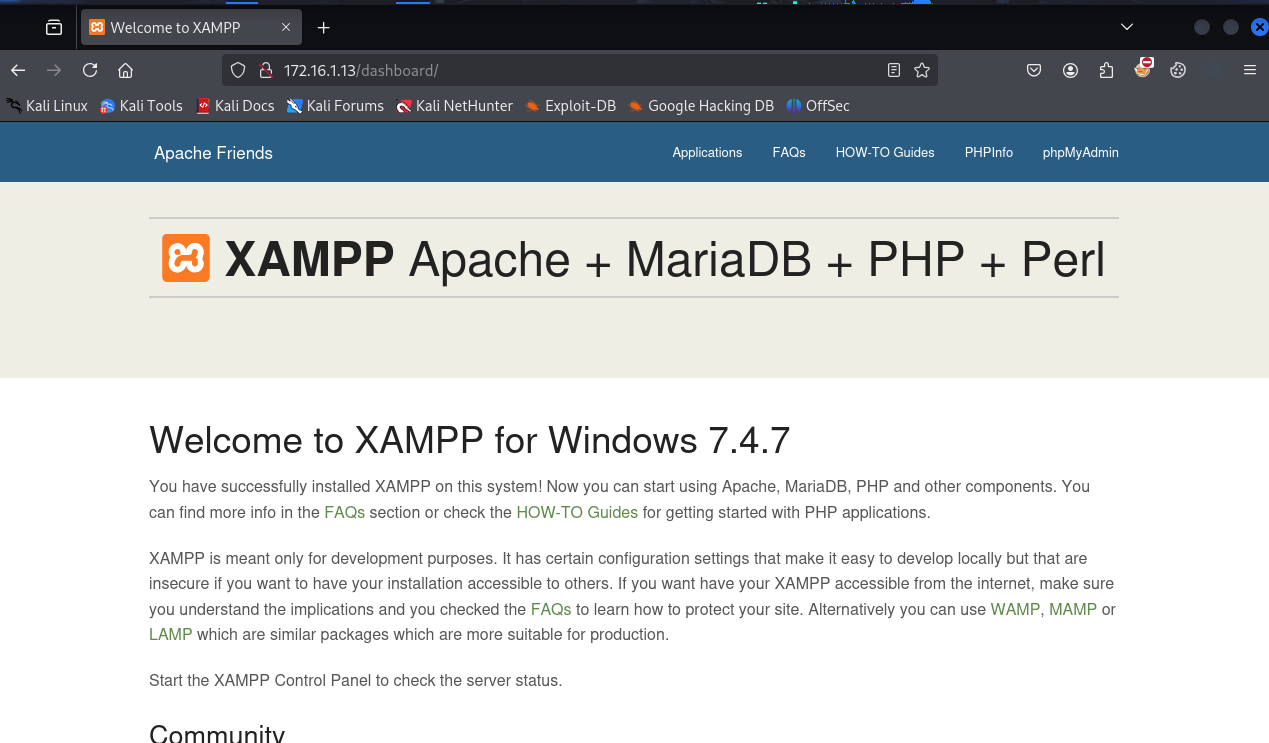 Welcome to XAMPP
172.16.1.13/dashboard/
Kali Linux Kali Tools Kali Docs Kali Forums Kali NetHunter Exploit-DB Google Hacking DB OffSec
Apache Friends Applications FAQs HOW-TO Guides PHPInfo phpMyAdmin
XAMPP Apache + MariaDB + PHP + Perl
Welcome to XAMPP for Windows 7.4.7
You have successfully installed XAMPP on this system! Now you can start using Apache, MariaDB, PHP and other components. You
can find more info in the FAQs section or check the HOW-TO Guides for getting started with PHP applications.
XAMPP is meant only for development purposes. It has certain configuration settings that make it easy to develop locally but that are
insecure if you want to have your installation accessible to others. If you want have your XAMPP accessible from the internet, make sure
you understand the implications and you checked the FAQs to learn how to protect your site. Alternatively you can use WAMP, MAMP or
LAMP which are similar packages which are more suitable for production.
Start the XAMPP Control Panel to check the server status.
Community